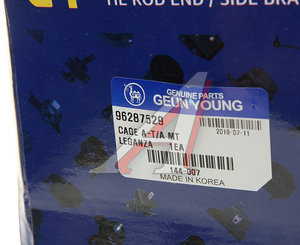 TIE ROD END / SIDE BRA
GENUINE PARTS
GEUN YOUNG
96287529
2019-07-11
CAGE A-T/A MT
LEGANZA 1EA
144-007
MADE IN KOREA